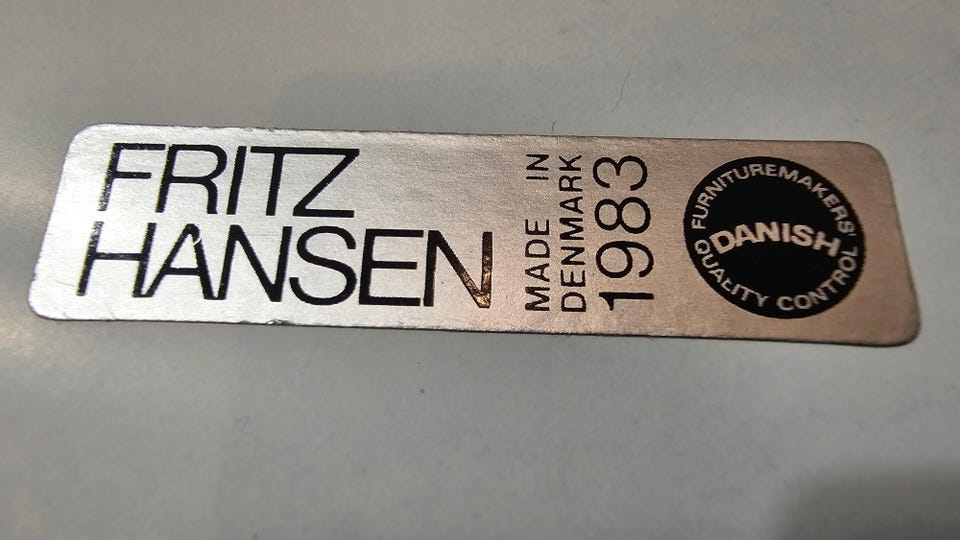 FRITZ
HANSEN
MADE IN
DENMARK
1983
FURNITUREMAKERS'
DANISH
QUALITY CONTROL